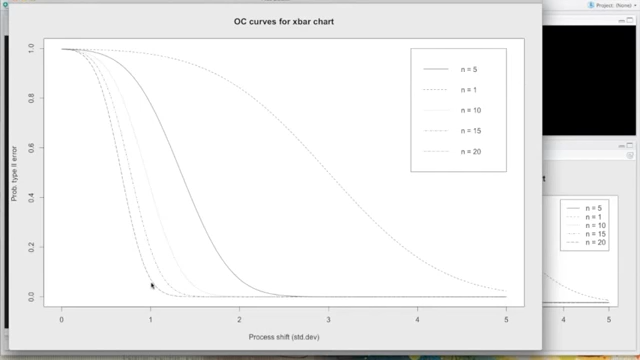 Project: (None)
OC curves for xbar chart
Prob. type II error
1.0
0.8
0.6
0.4
0.2
0.0
n = 5
n = 1
n = 10
n = 15
n = 20
0 1 2 3 4 5
Process shift (std.dev)
t
n = 5
n = 1
n = 10
n = 15
n = 20
4 5